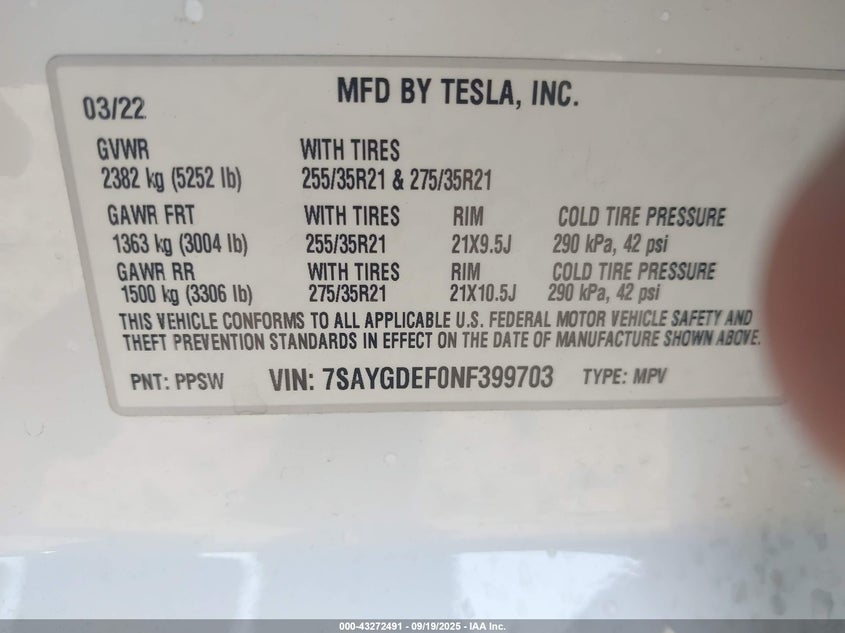 MFD BY TESLA, INC.
03/22
GVWR WITH TIRES
2382 kg (5252 lb) 255/35R21 & 275/35R21
GAWR FRT WITH TIRES RIM COLD TIRE PRESSURE
1363 kg (3004 lb) 255/35R21 21X9.5J 290 kPa, 42 psi
GAWR RR WITH TIRES RIM COLD TIRE PRESSURE
1500 kg (3306 lb) 275/35R21 21X10.5J 290 kPa, 42 psi
THIS VEHICLE CONFORMS TO ALL APPLICABLE U.S. FEDERAL MOTOR VEHICLE SAFETY AND
THEFT PREVENTION STANDARDS IN EFFECT ON THE DATE OF MANUFACTURE SHOWN ABOVE.
PNT: PPSW VIN: 7SAYGDEF0NF399703 TYPE: MPV
000-43272491 - 09/19/2025 - IAA Inc.